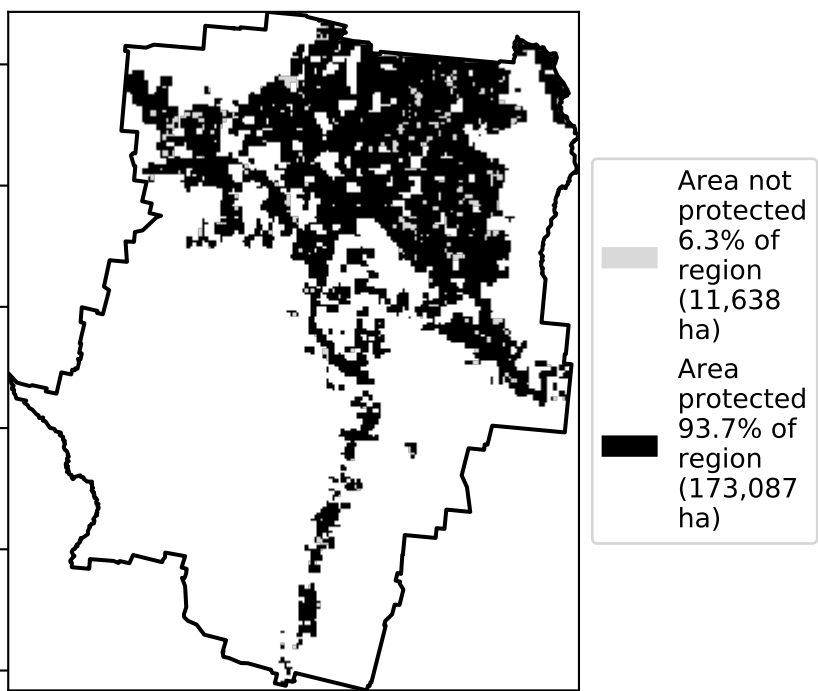 Area not
protected
6.3% of
region
(11,638
ha)
Area
protected
93.7% of
region
(173,087
ha)